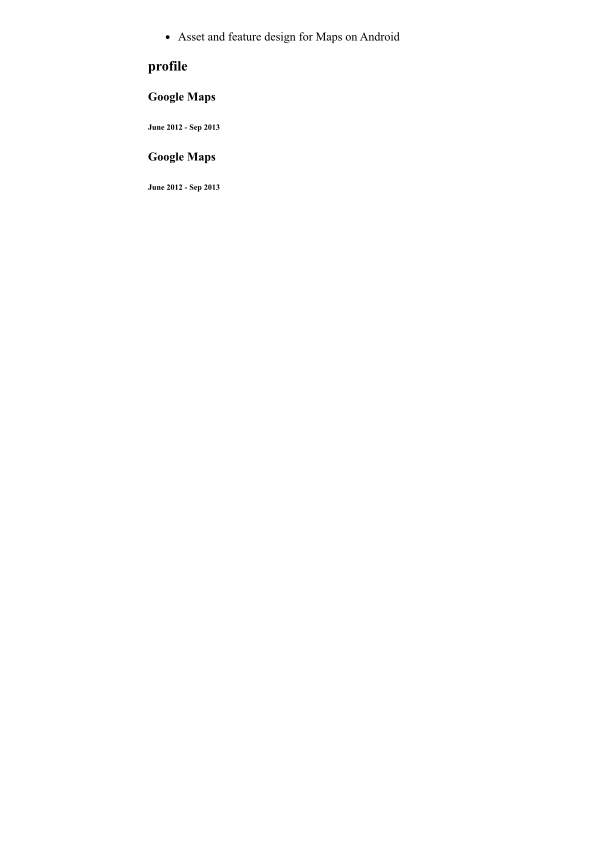 • Asset and feature design for Maps on Android
profile
Google Maps
June 2012 - Sep 2013
Google Maps
June 2012 - Sep 2013